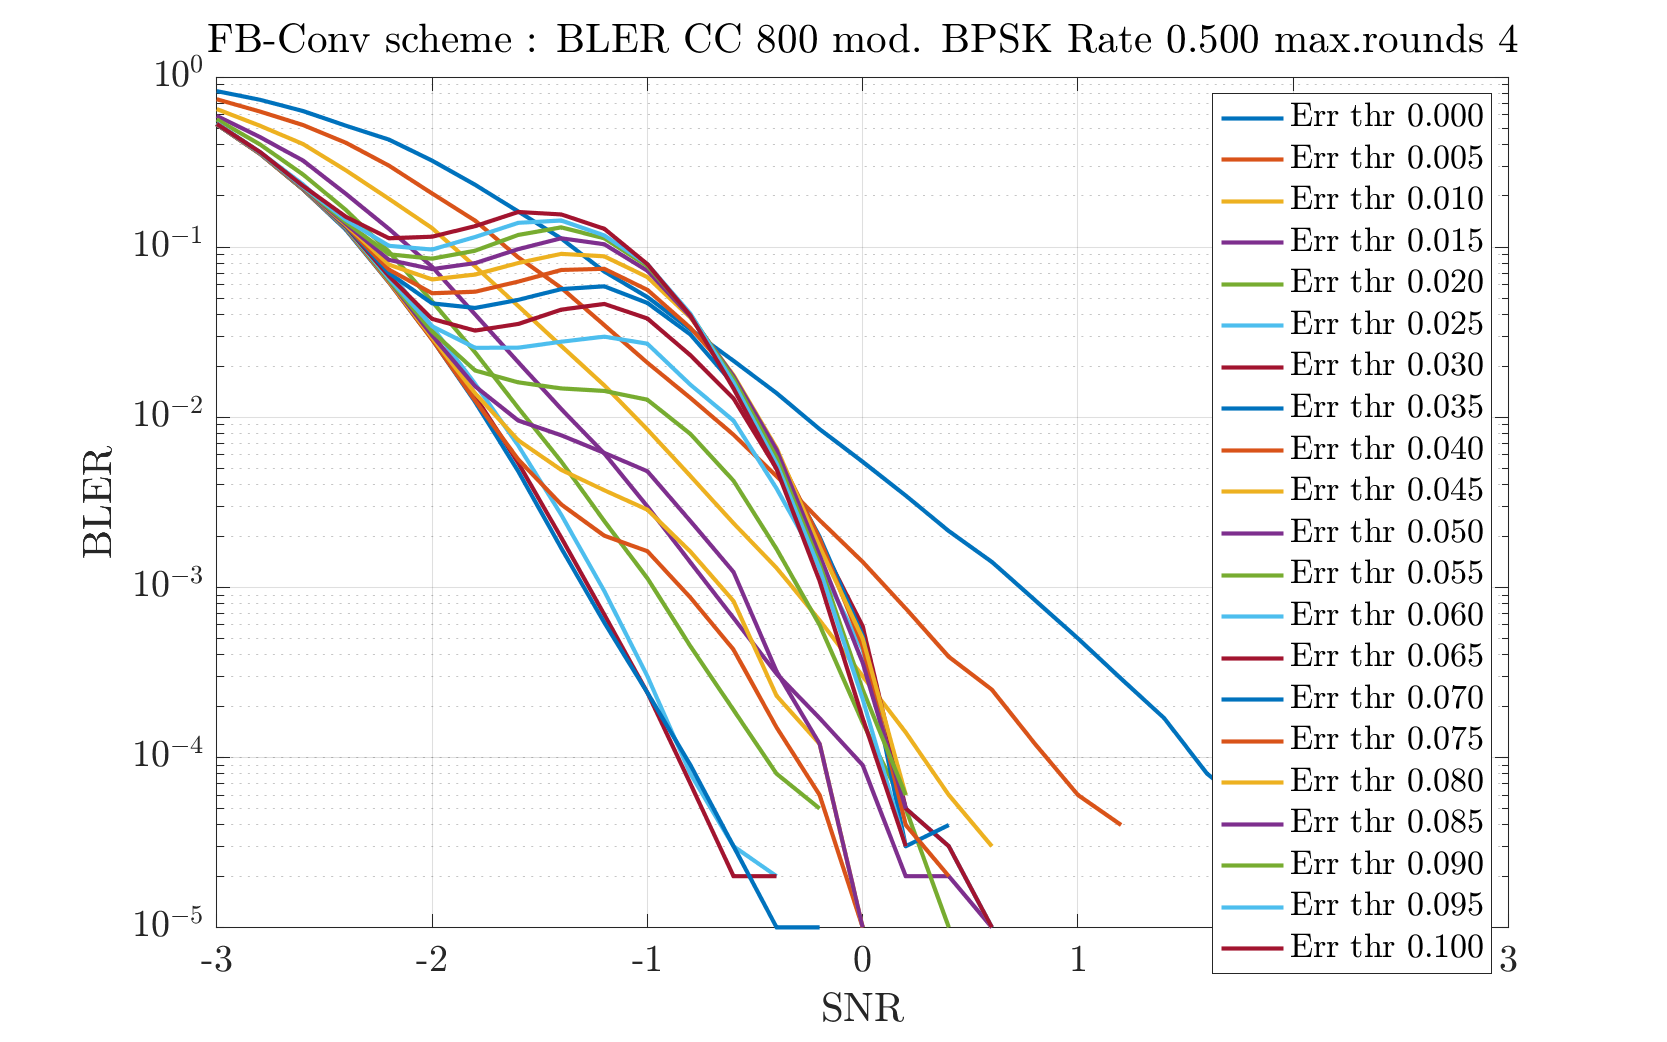 FB-Conv scheme : BLER CC 800 mod. BPSK Rate 0.500 max.rounds 4
10^0
10^-1
10^-2
10^-3
10^-4
10^-5
BLER
-3 -2 -1 0 1 3
SNR
Err thr 0.000
Err thr 0.005
Err thr 0.010
Err thr 0.015
Err thr 0.020
Err thr 0.025
Err thr 0.030
Err thr 0.035
Err thr 0.040
Err thr 0.045
Err thr 0.050
Err thr 0.055
Err thr 0.060
Err thr 0.065
Err thr 0.070
Err thr 0.075
Err thr 0.080
Err thr 0.085
Err thr 0.090
Err thr 0.095
Err thr 0.100